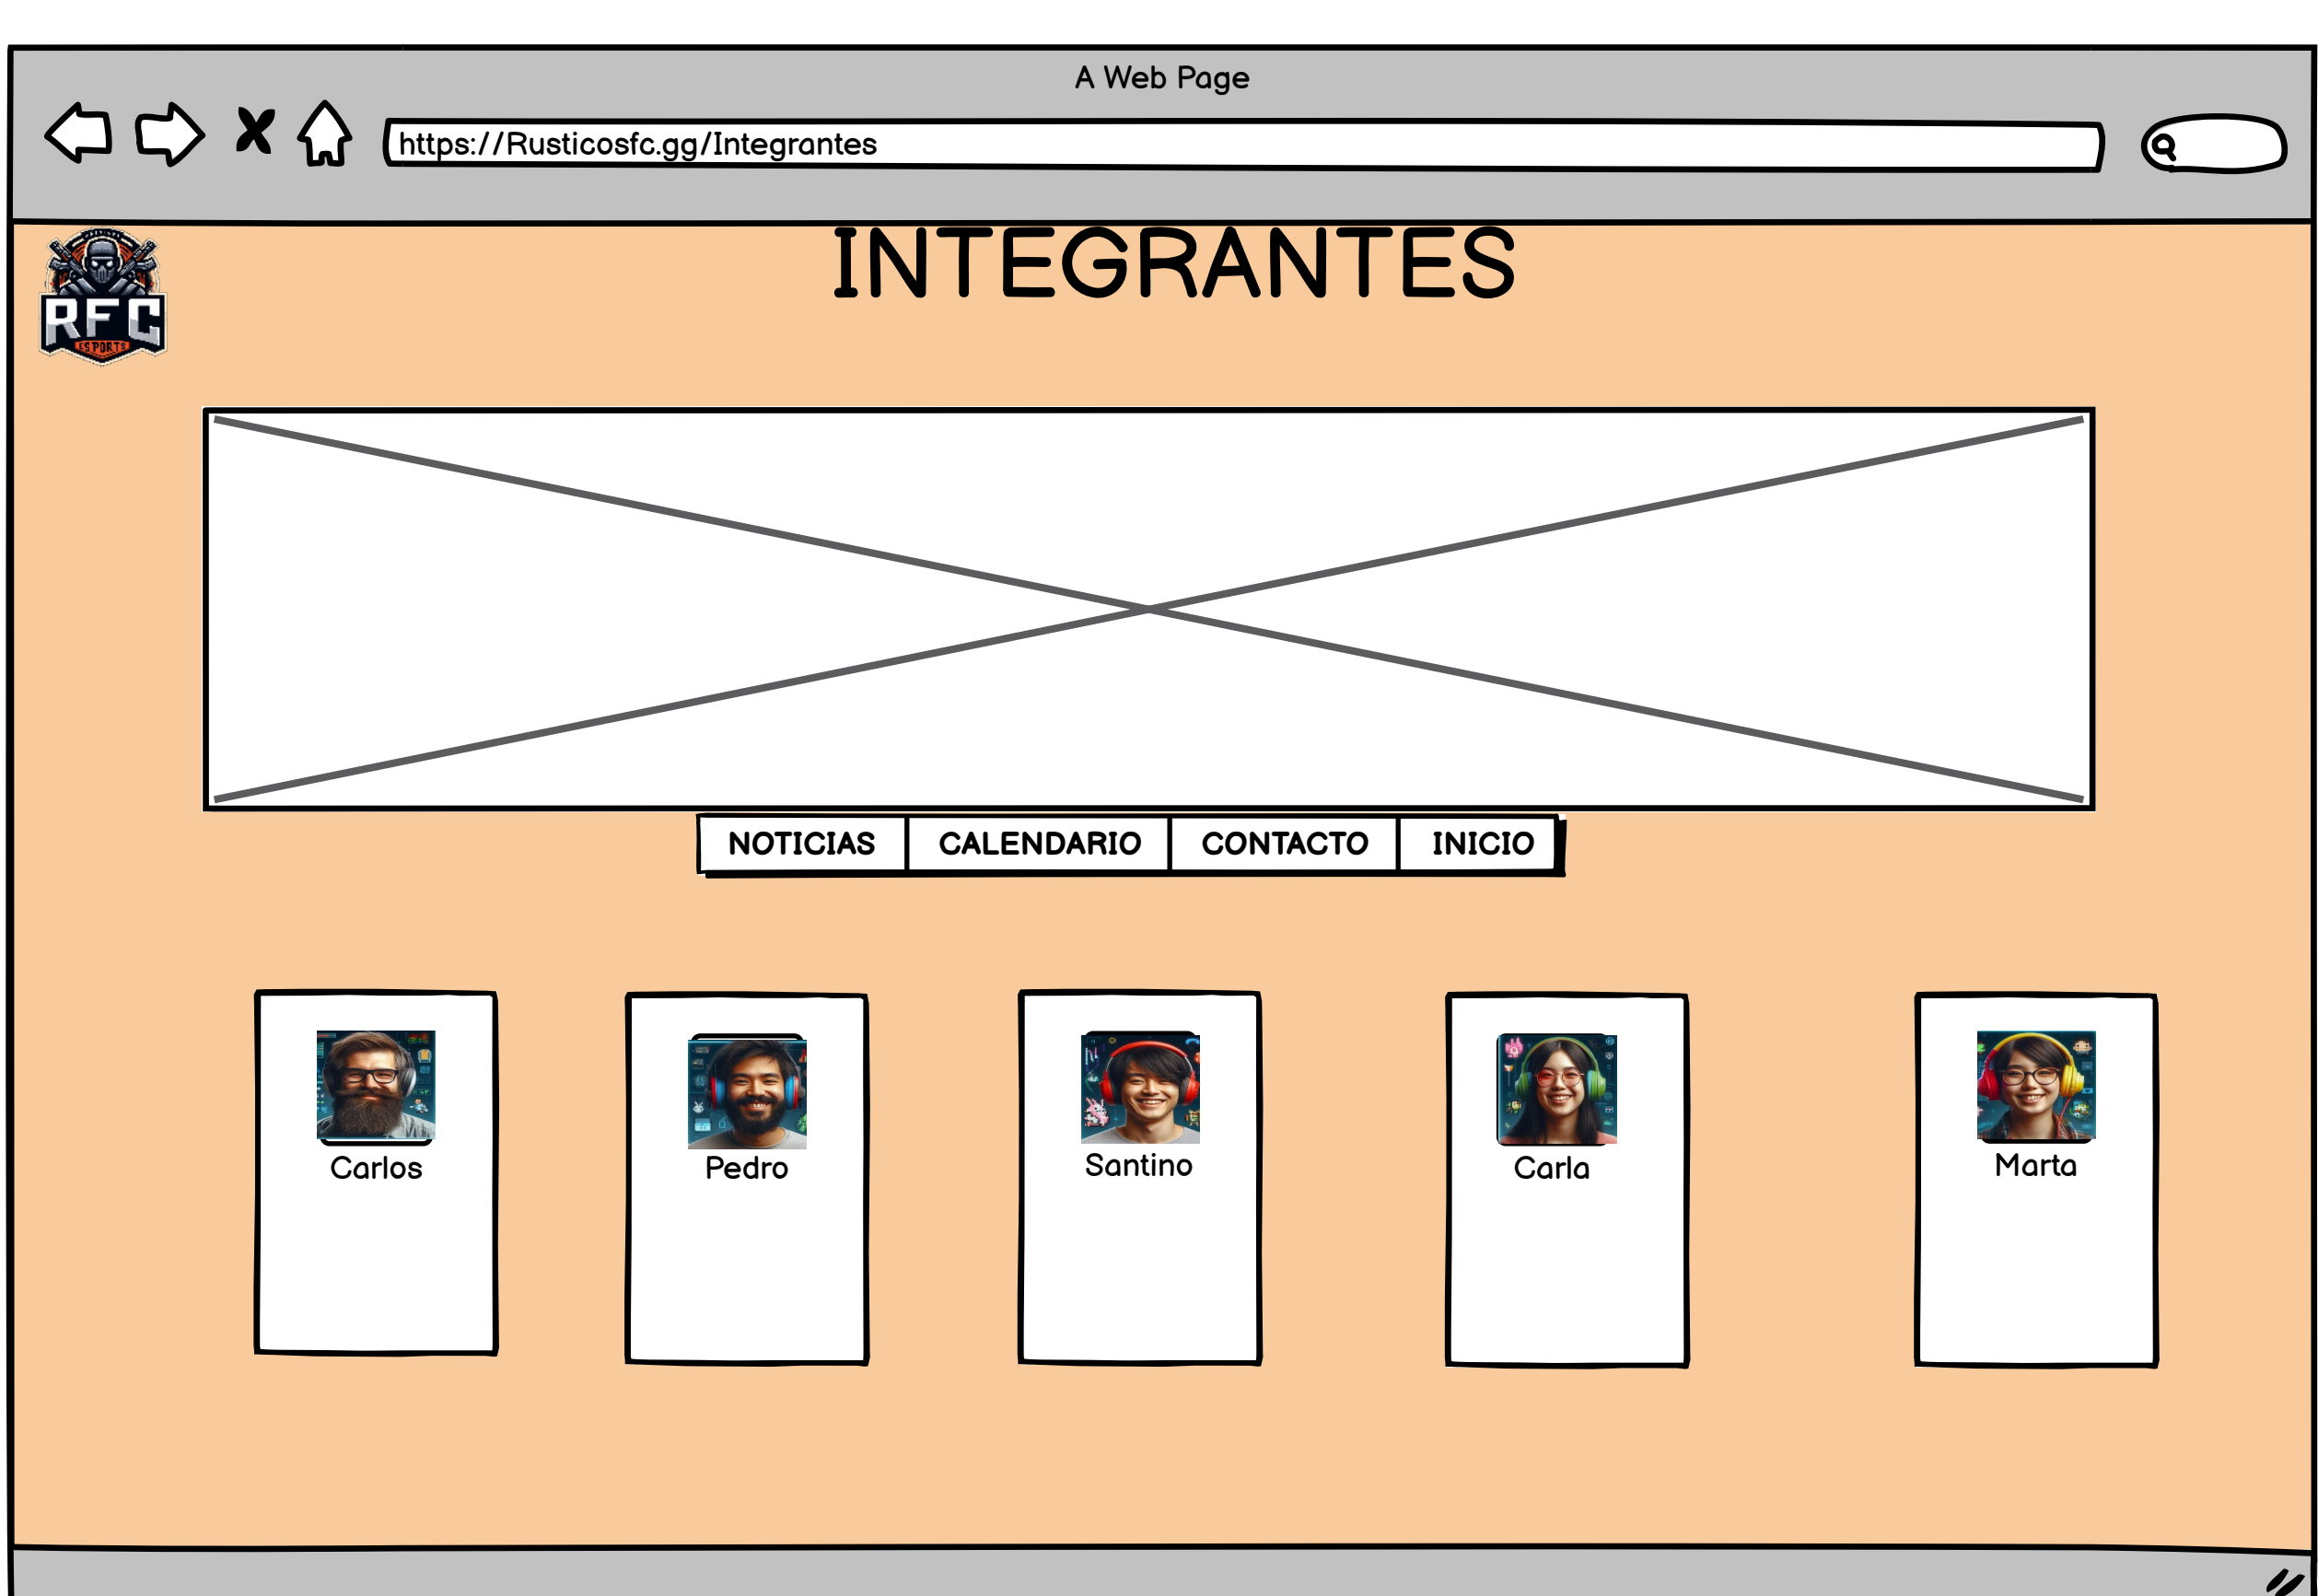 A Web Page
https://Rusticosfc.gg/Integrantes
INTEGRANTES
RFC
ESPORTS
NOTICIAS CALENDARIO CONTACTO INICIO
Carlos Pedro Santino Carla Marta